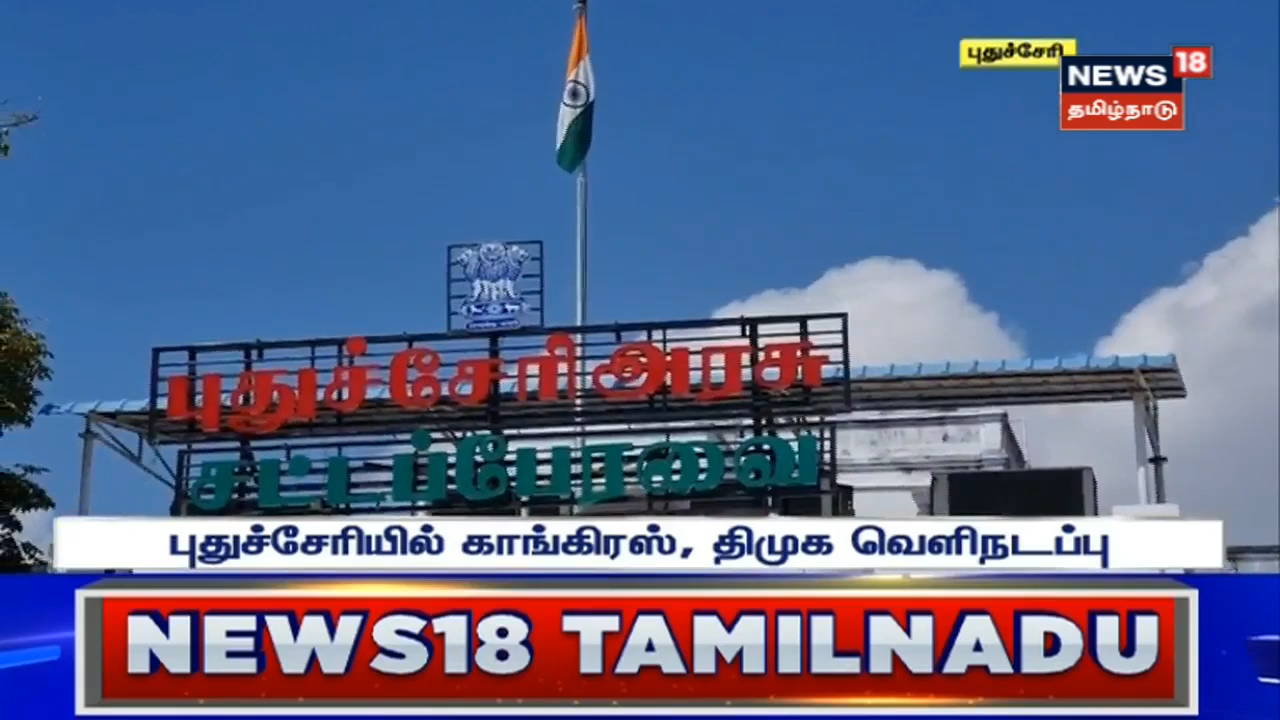 புதுச்சேரி
NEWS 18
தமிழ்நாடு
புதுச்சேரி அரசு
சட்டப்பேரவை
புதுச்சேரியில் காங்கிரஸ், திமுக வெளிநடப்பு
NEWS18 TAMILNADU